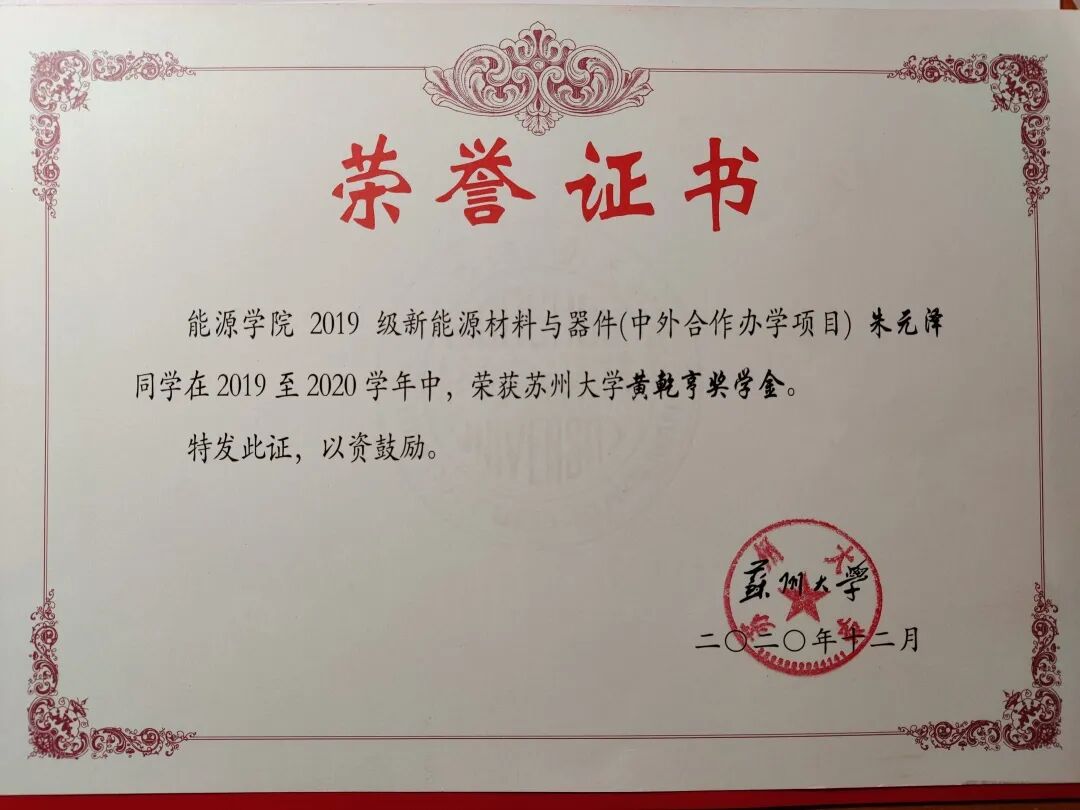 荣誉证书
能源学院 2019 级新能源材料与器件(中外合作办学项目) 朱元泽
同学在2019至2020学年中，荣获苏州大学黄乾亨奖学金。
特发此证，以资鼓励。
蘇州大學
二〇二〇年十二月